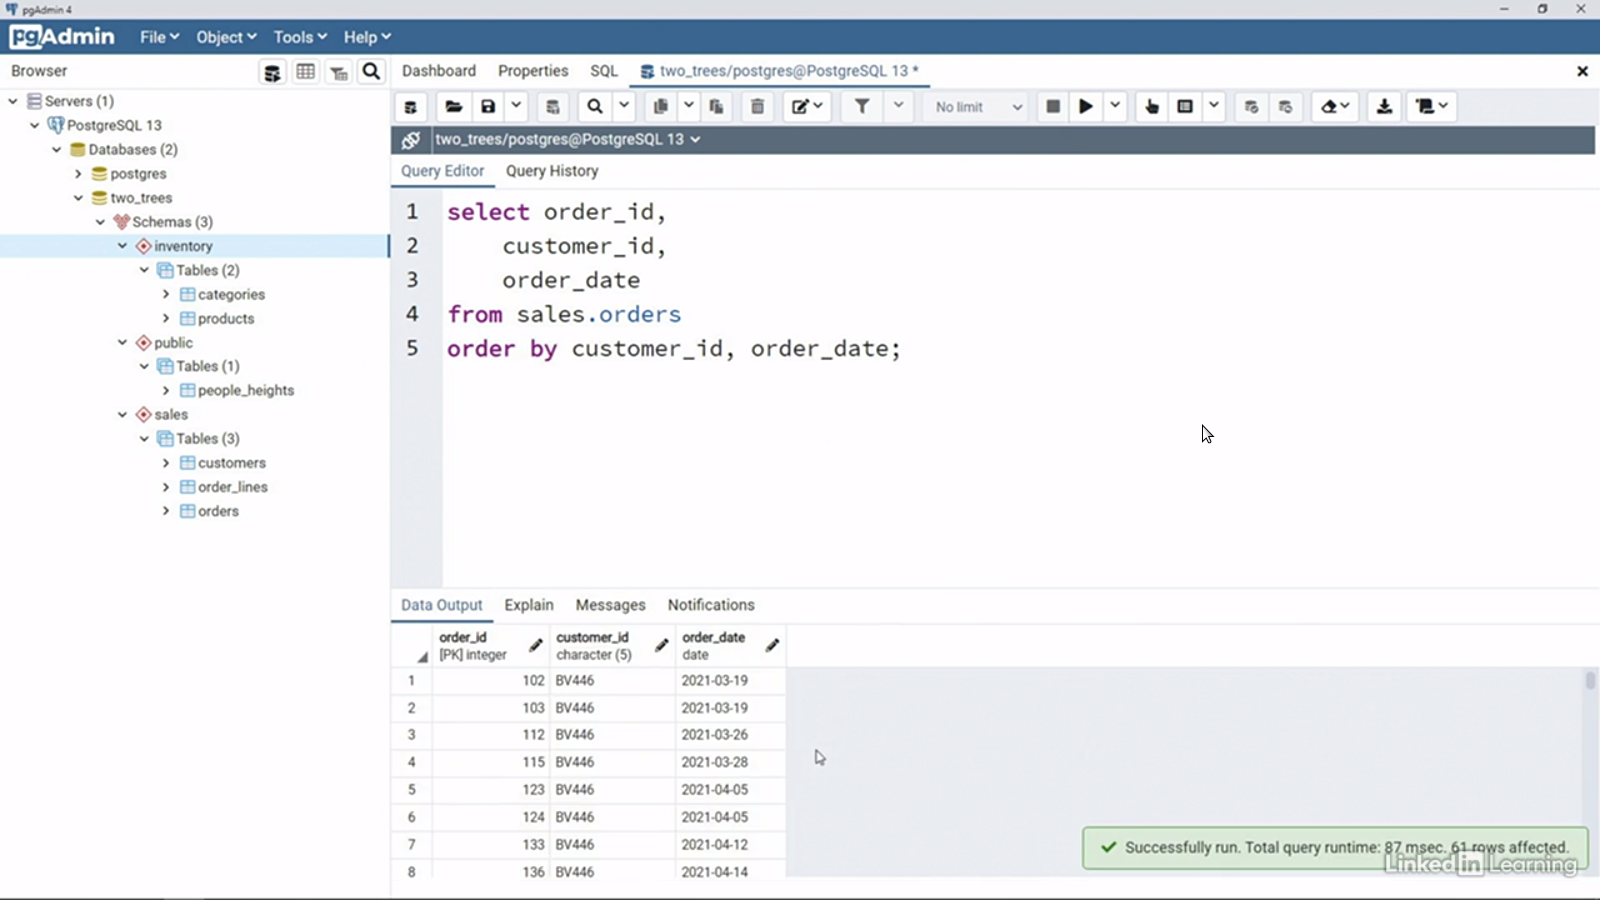 pgAdmin 4
pgAdmin File Object Tools Help
Browser
Dashboard Properties SQL two_trees/postgres@PostgreSQL 13 *
Servers (1)
PostgreSQL 13
Databases (2)
postgres
two_trees
Schemas (3)
inventory
Tables (2)
categories
products
public
Tables (1)
people_heights
sales
Tables (3)
customers
order_lines
orders
No limit
two_trees/postgres@PostgreSQL 13
Query Editor Query History
1 select order_id,
2 customer_id,
3 order_date
4 from sales.orders
5 order by customer_id, order_date;
Data Output Explain Messages Notifications
order_id customer_id order_date
[PK] integer character (5) date
1 102 BV446 2021-03-19
2 103 BV446 2021-03-19
3 112 BV446 2021-03-26
4 115 BV446 2021-03-28
5 123 BV446 2021-04-05
6 124 BV446 2021-04-05
7 133 BV446 2021-04-12
8 136 BV446 2021-04-14
Successfully run. Total query runtime: 87 msec. 61 rows affected.
Linked in Learning